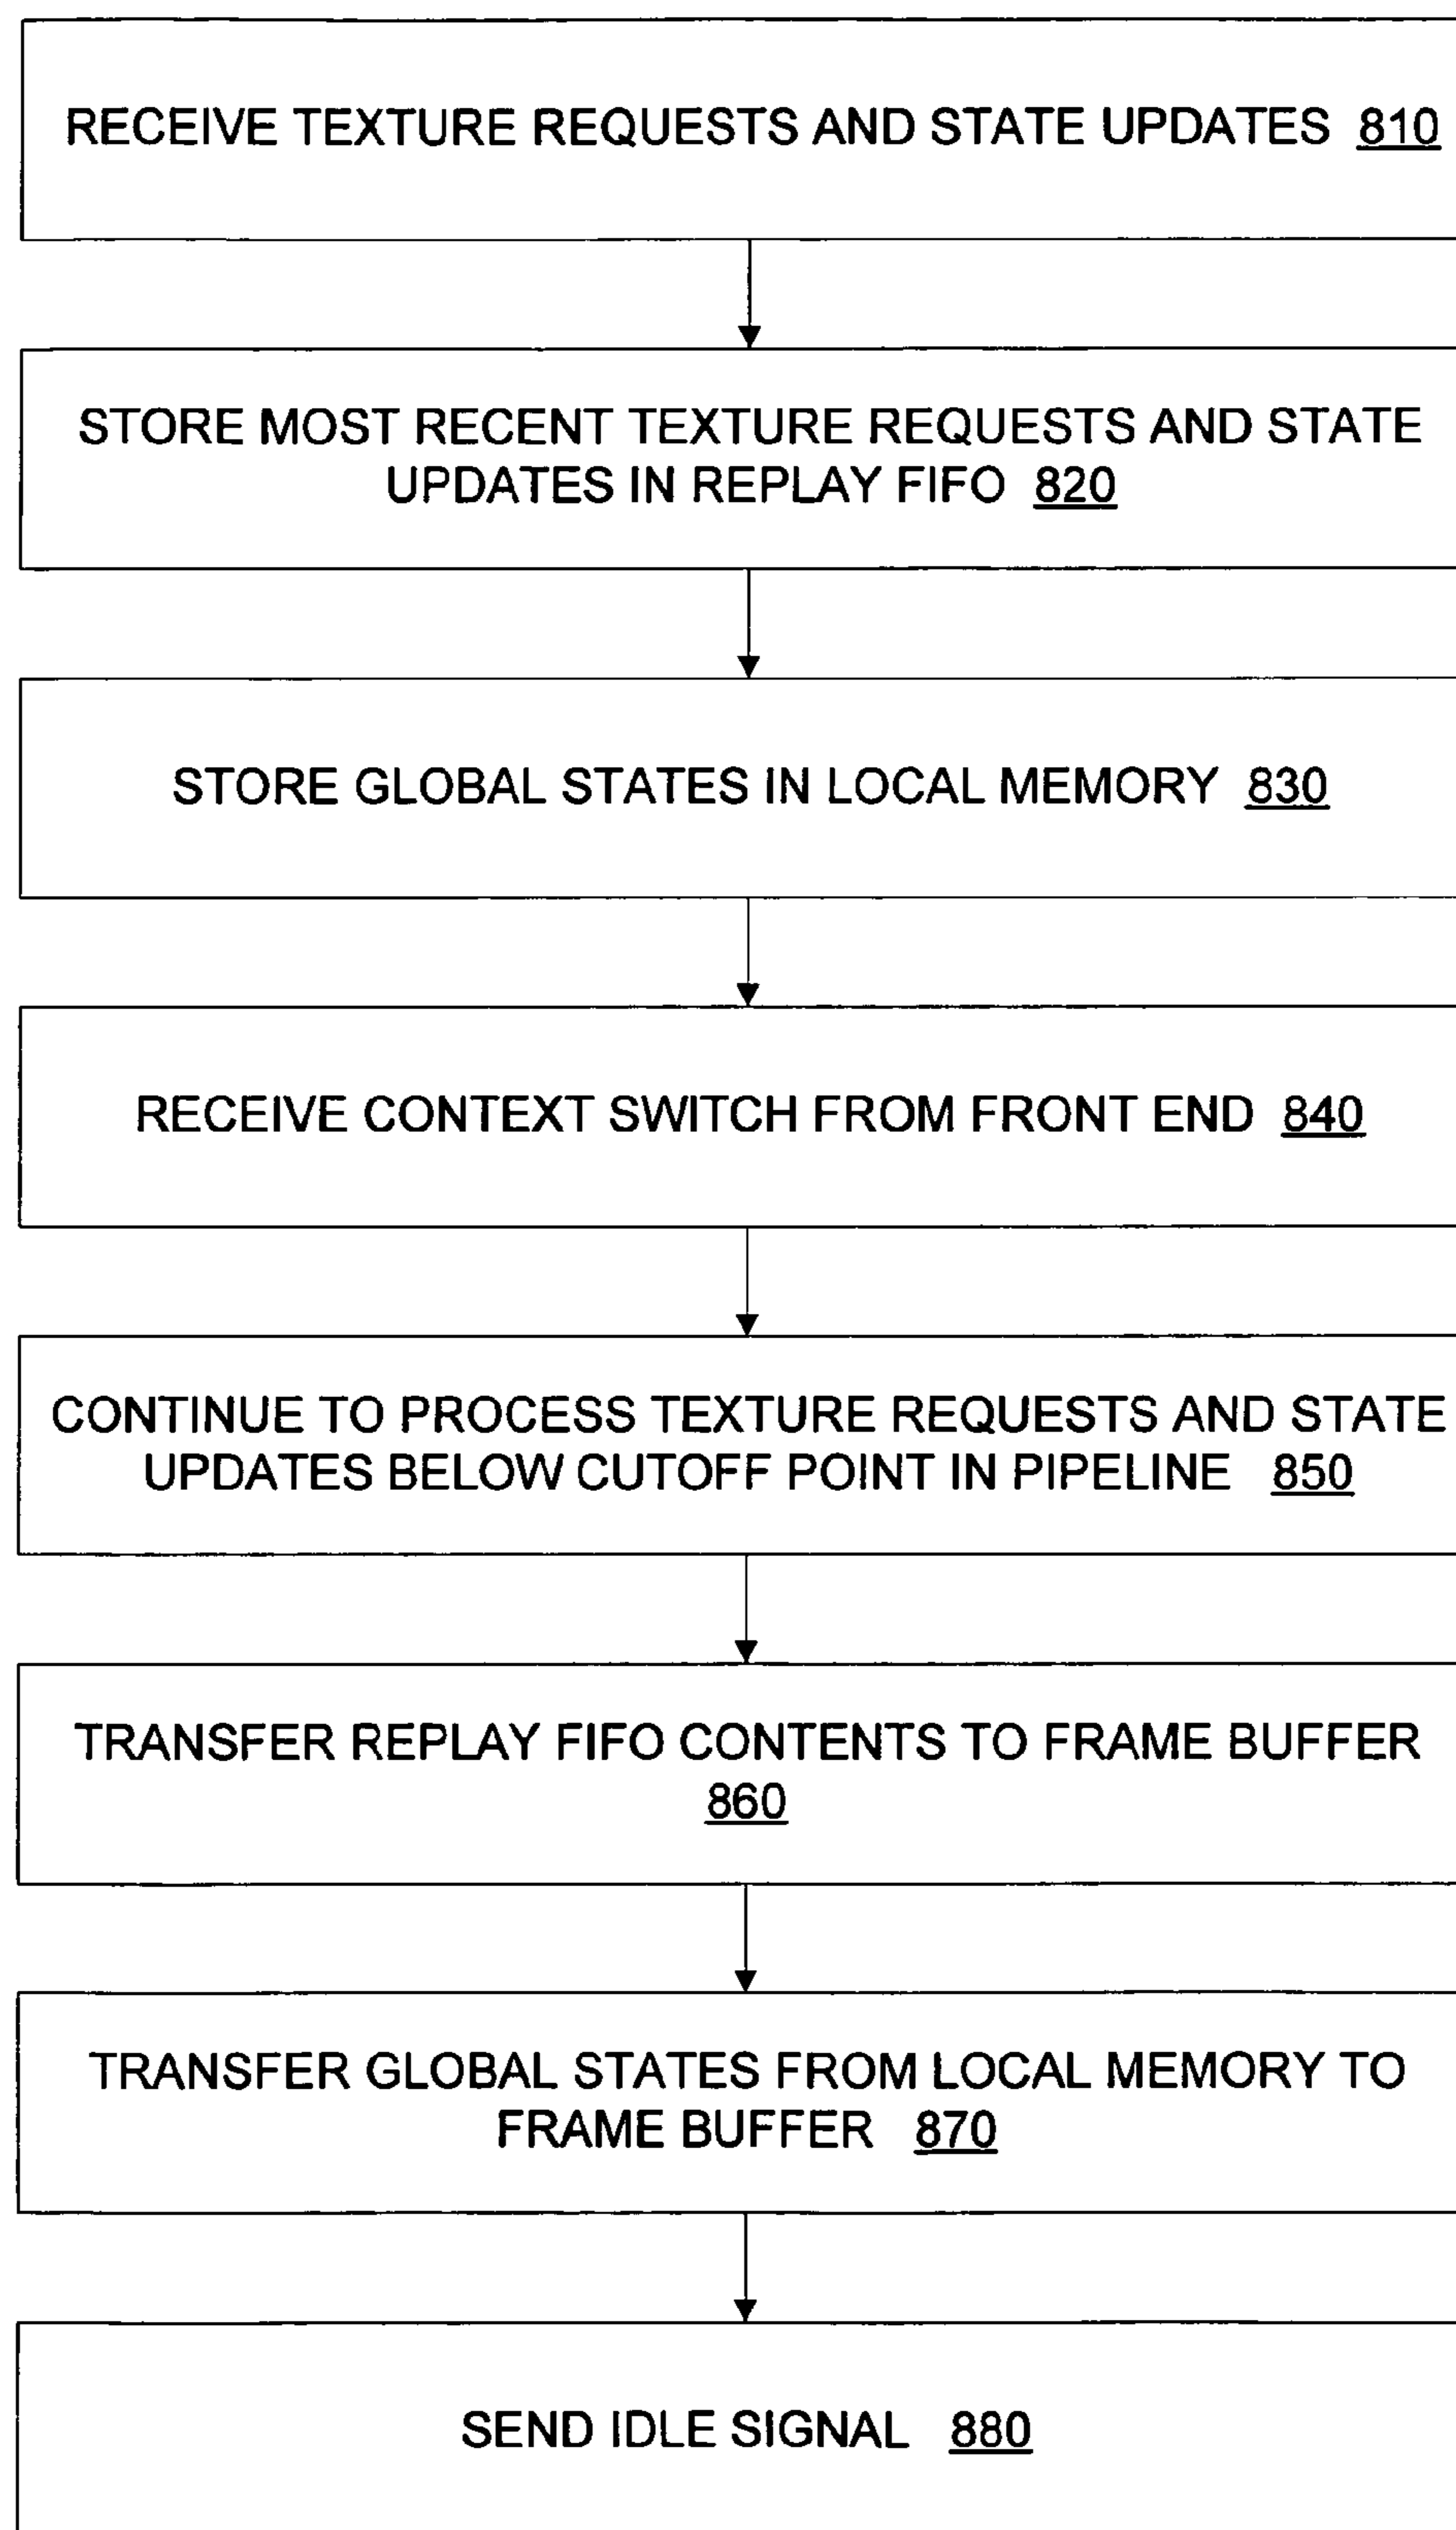 RECEIVE TEXTURE REQUESTS AND STATE UPDATES 810
STORE MOST RECENT TEXTURE REQUESTS AND STATE
UPDATES IN REPLAY FIFO 820
STORE GLOBAL STATES IN LOCAL MEMORY 830
RECEIVE CONTEXT SWITCH FROM FRONT END 840
CONTINUE TO PROCESS TEXTURE REQUESTS AND STATE
UPDATES BELOW CUTOFF POINT IN PIPELINE 850
TRANSFER REPLAY FIFO CONTENTS TO FRAME BUFFER
860
TRANSFER GLOBAL STATES FROM LOCAL MEMORY TO
FRAME BUFFER 870
SEND IDLE SIGNAL 880